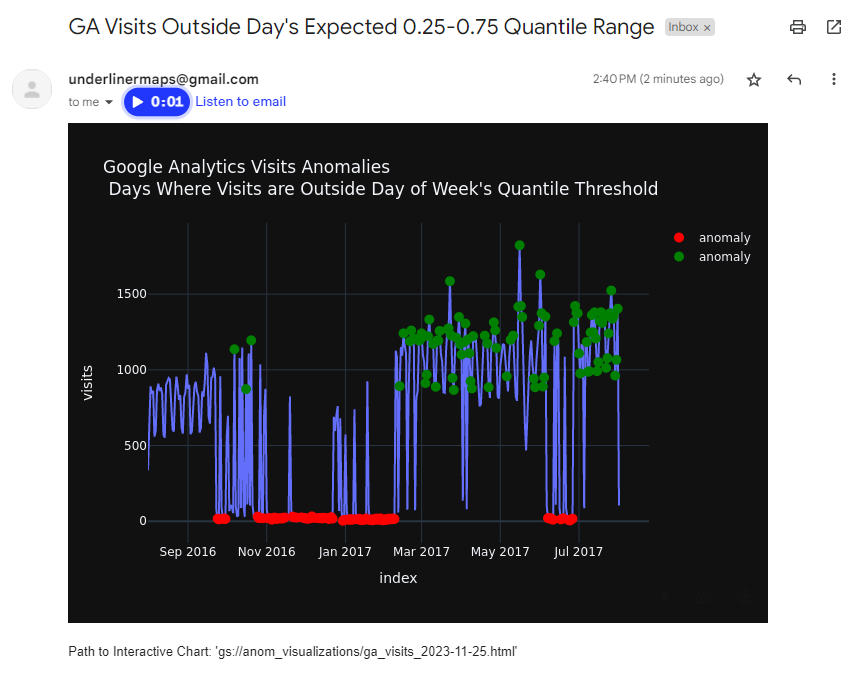 GA Visits Outside Day's Expected 0.25-0.75 Quantile Range Inbox ×
underlinermaps@gmail.com 2:40 PM (2 minutes ago)
to me 0:01 Listen to email
Google Analytics Visits Anomalies
Days Where Visits are Outside Day of Week's Quantile Threshold
anomaly
anomaly
1500
1000
500
0
visits
Sep 2016 Nov 2016 Jan 2017 Mar 2017 May 2017 Jul 2017
index
Path to Interactive Chart: 'gs://anom_visualizations/ga_visits_2023-11-25.html'